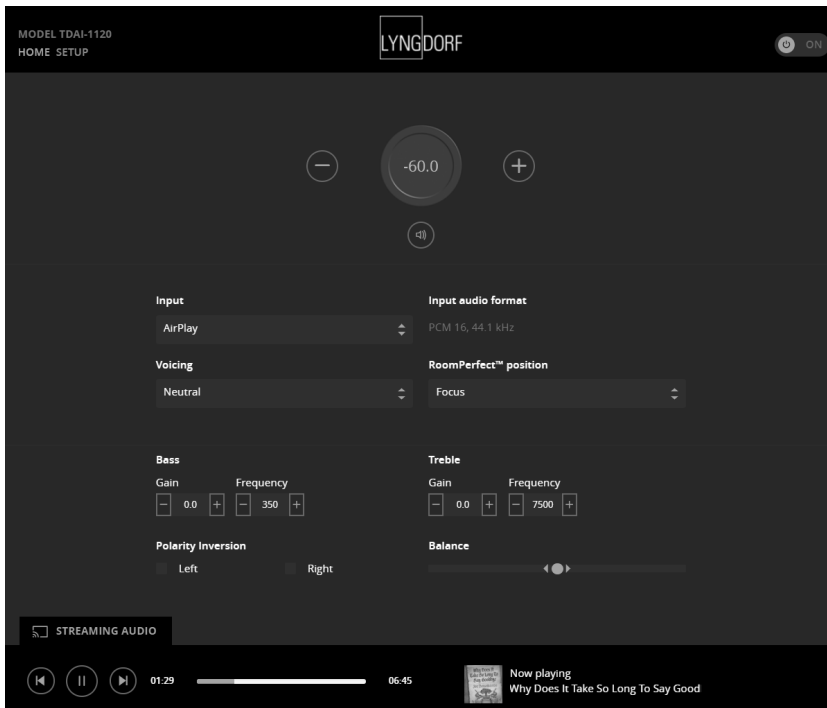 MODEL TDAI-1120
HOME SETUP
LYNGDORF
ON
-60.0
Input
Input audio format
AirPlay
PCM 16, 44.1 kHz
Voicing
RoomPerfect™ position
Neutral
Focus
Bass
Treble
Gain Frequency
Gain Frequency
0.0 350
0.0 7500
Polarity Inversion
Balance
Left Right
STREAMING AUDIO
01:29
06:45
Now playing
Why Does It Take So Long To Say Good